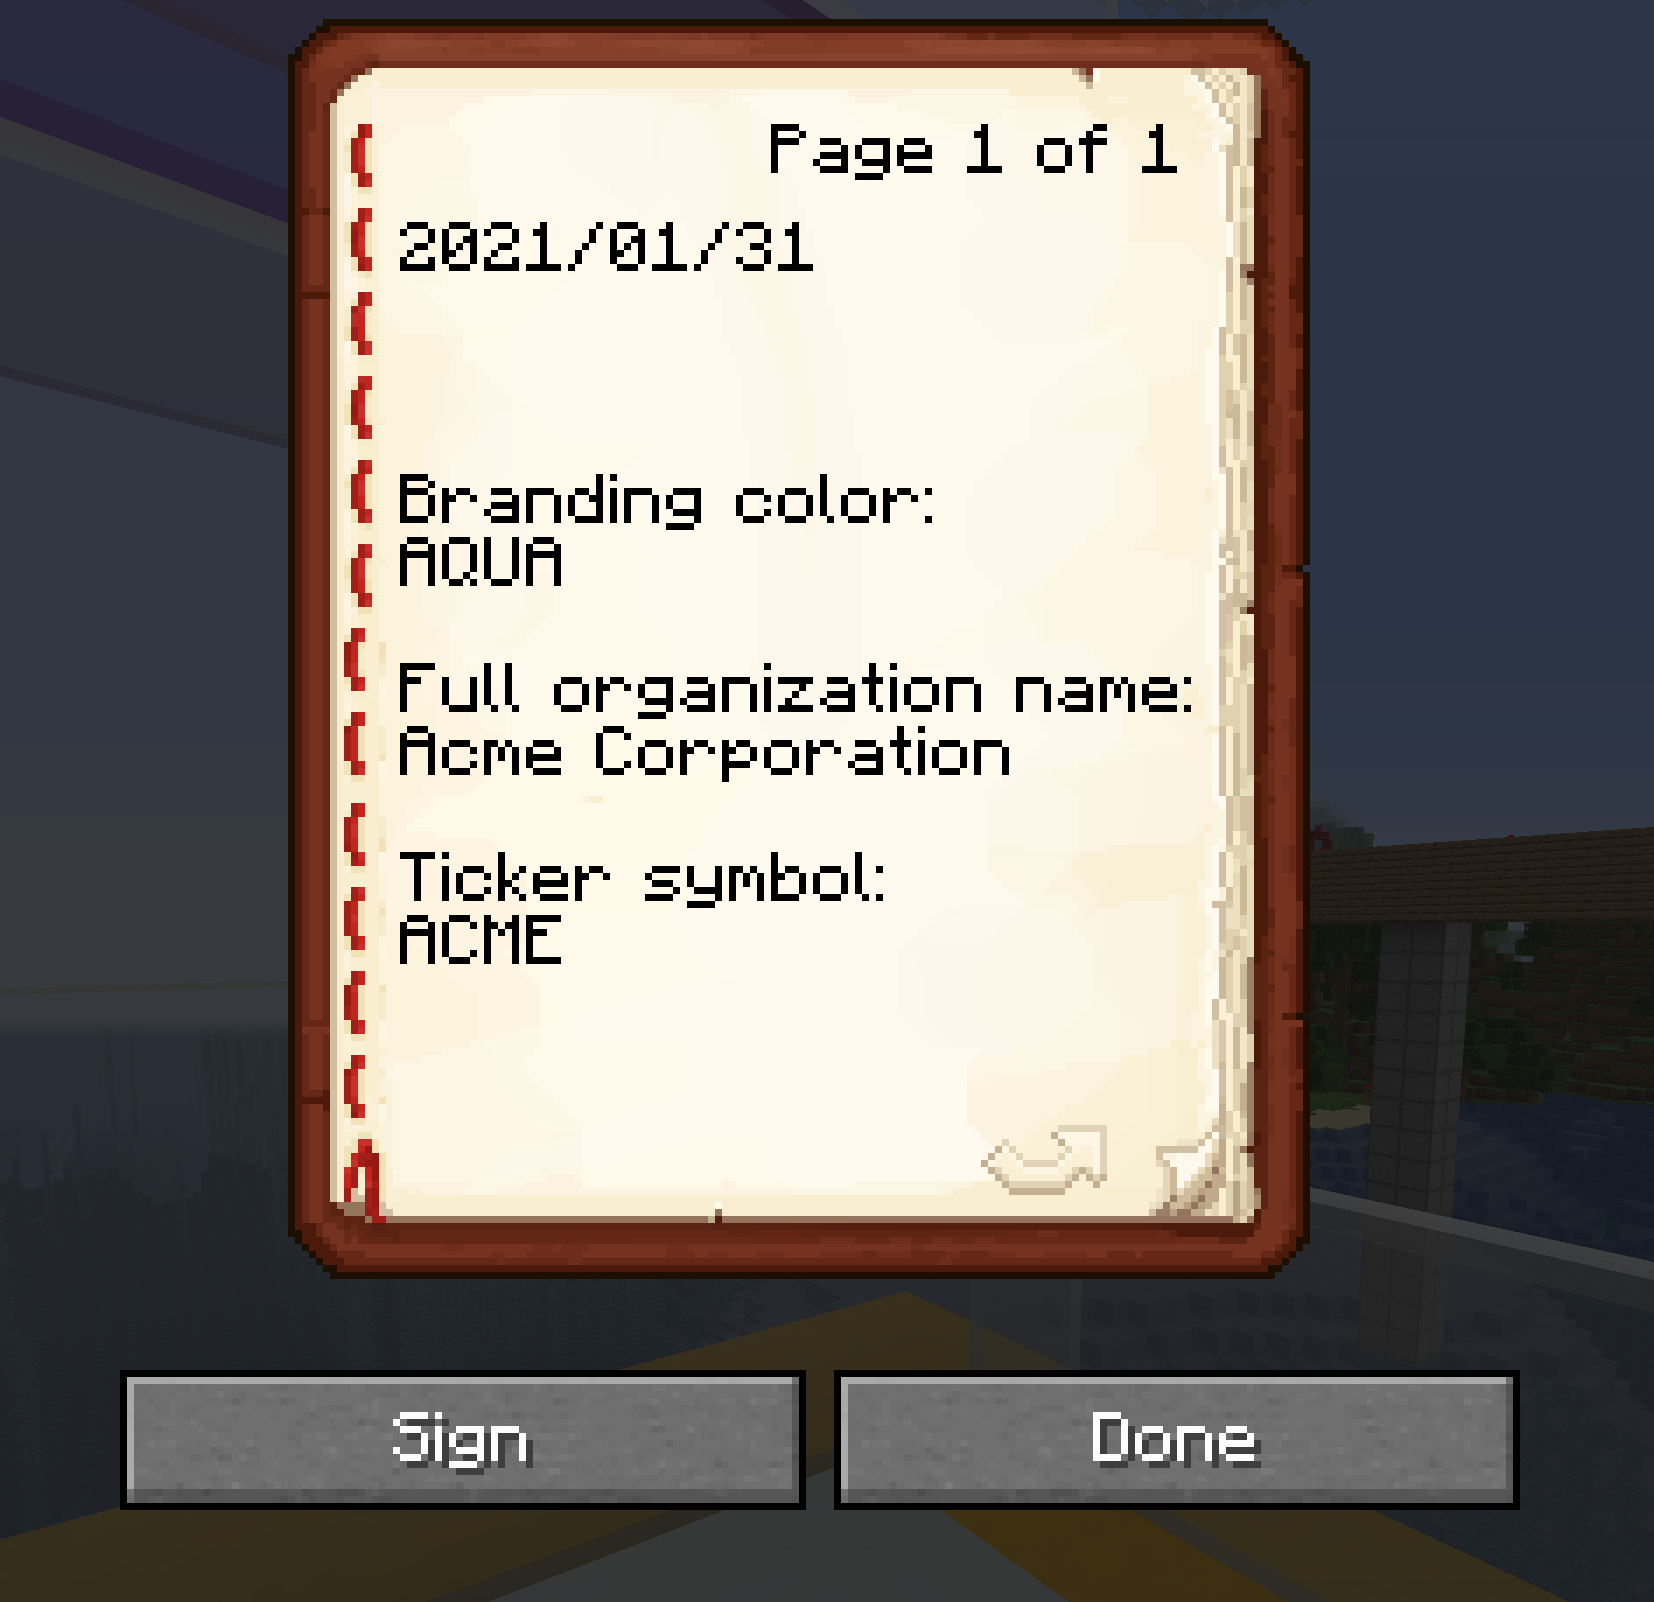 Page 1 of 1
2021/01/31
Branding color:
AQUA
Full organization name:
Acme Corporation
Ticker symbol:
ACME
Sign
Done